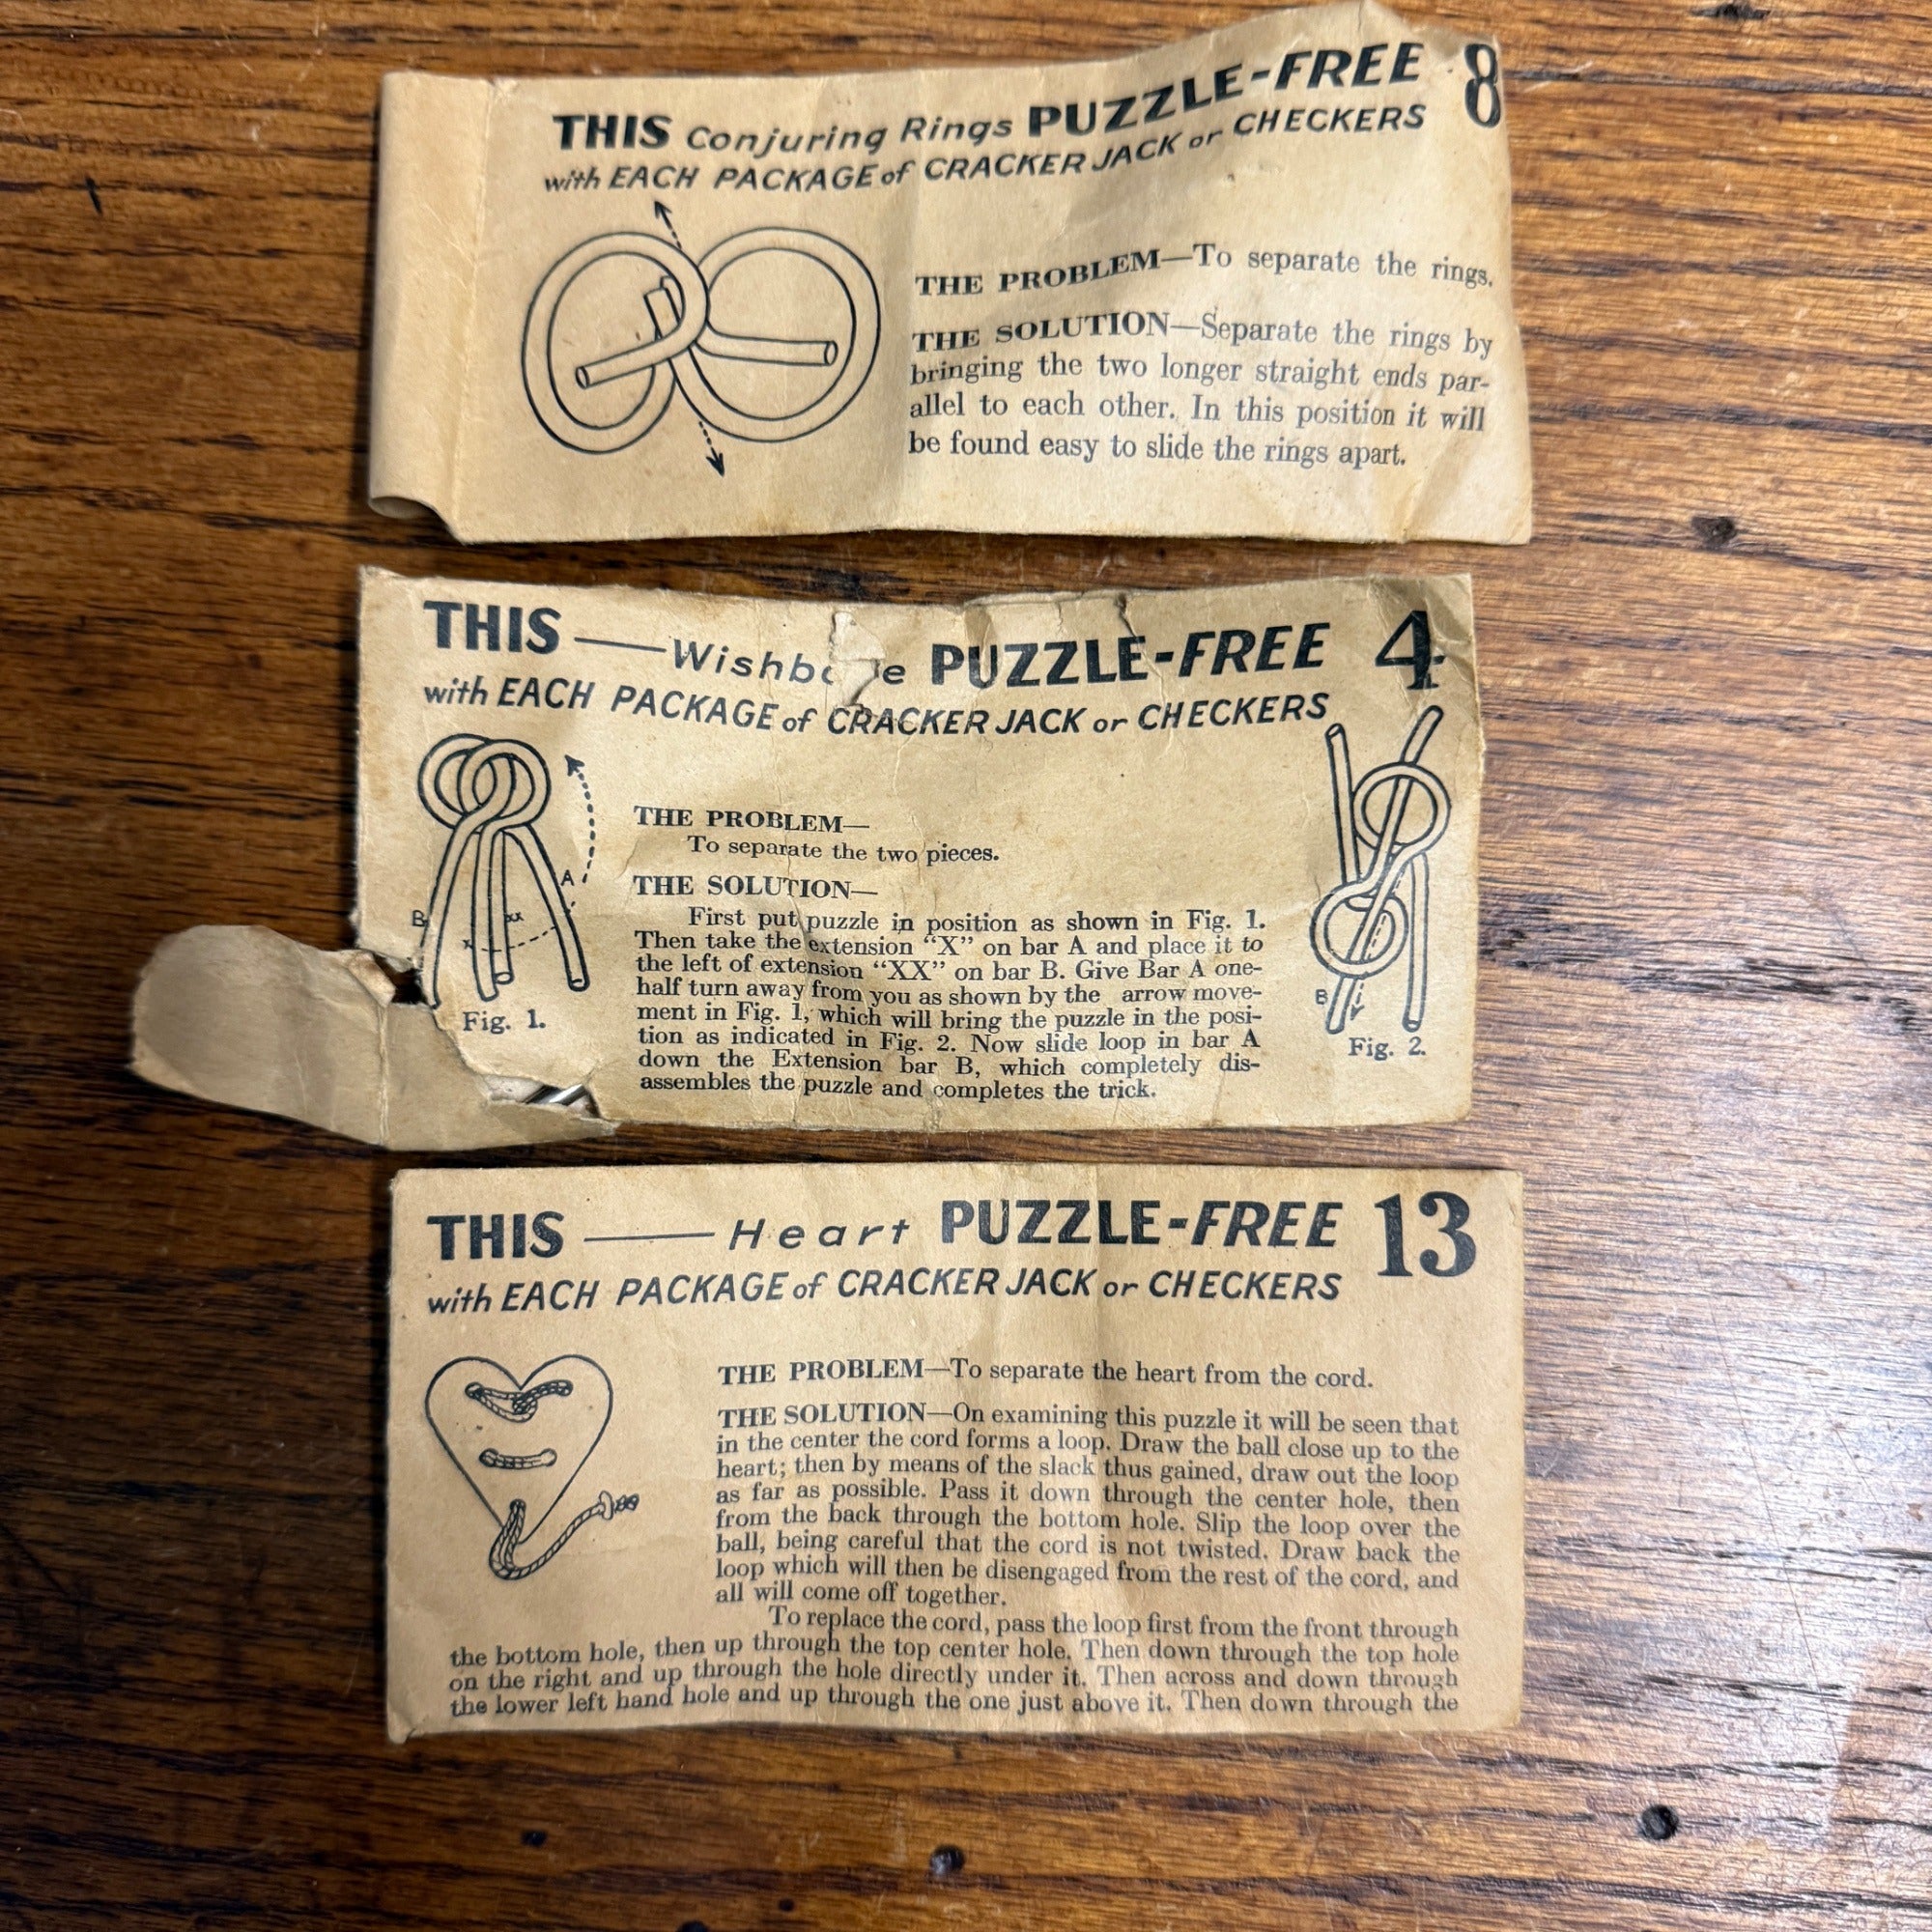 THIS Conjuring Rings PUZZLE-FREE 8
with EACH PACKAGE of CRACKER JACK or CHECKERS
THE PROBLEM—To separate the rings.
THE SOLUTION—Separate the rings by
bringing the two longer straight ends par-
allel to each other. In this position it will
be found easy to slide the rings apart.
THIS — PUZZLE-FREE 4
with EACH PACKAGE of CRACKER JACK or CHECKERS
THE PROBLEM—
To separate the two pieces.
THE SOLUTION—
First put puzzle in position as shown in Fig. 1.
Then take the extension “X” on bar A and place it to
the left of extension “XX” on bar B. Give Bar A one-
half turn away from you as shown by the arrow move-
ment in Fig. 1, which will bring the puzzle in the posi-
tion as indicated in Fig. 2. Now slide loop in bar A
down the Extension bar B, which completely dis-
assembles the puzzle and completes the trick.
A
B
X
XX
Fig. 1.
B
Fig. 2.
THIS — Heart PUZZLE-FREE 13
with EACH PACKAGE of CRACKER JACK or CHECKERS
THE PROBLEM—To separate the heart from the cord.
THE SOLUTION—On examining this puzzle it will be seen that
in the center the cord forms a loop. Draw the ball close up to the
heart; then by means of the slack thus gained, draw out the loop
as far as possible. Pass it down through the center hole, then
from the back through the bottom hole. Slip the loop over the
ball, being careful that the cord is not twisted. Draw back the
loop which will then be disengaged from the rest of the cord, and
all will come off together.
To replace the cord, pass the loop first from the front through
the bottom hole, then up through the top center hole. Then down through the top hole
on the right and up through the hole directly under it. Then across and down through
the lower left hand hole and up through the one just above it. Then down through the